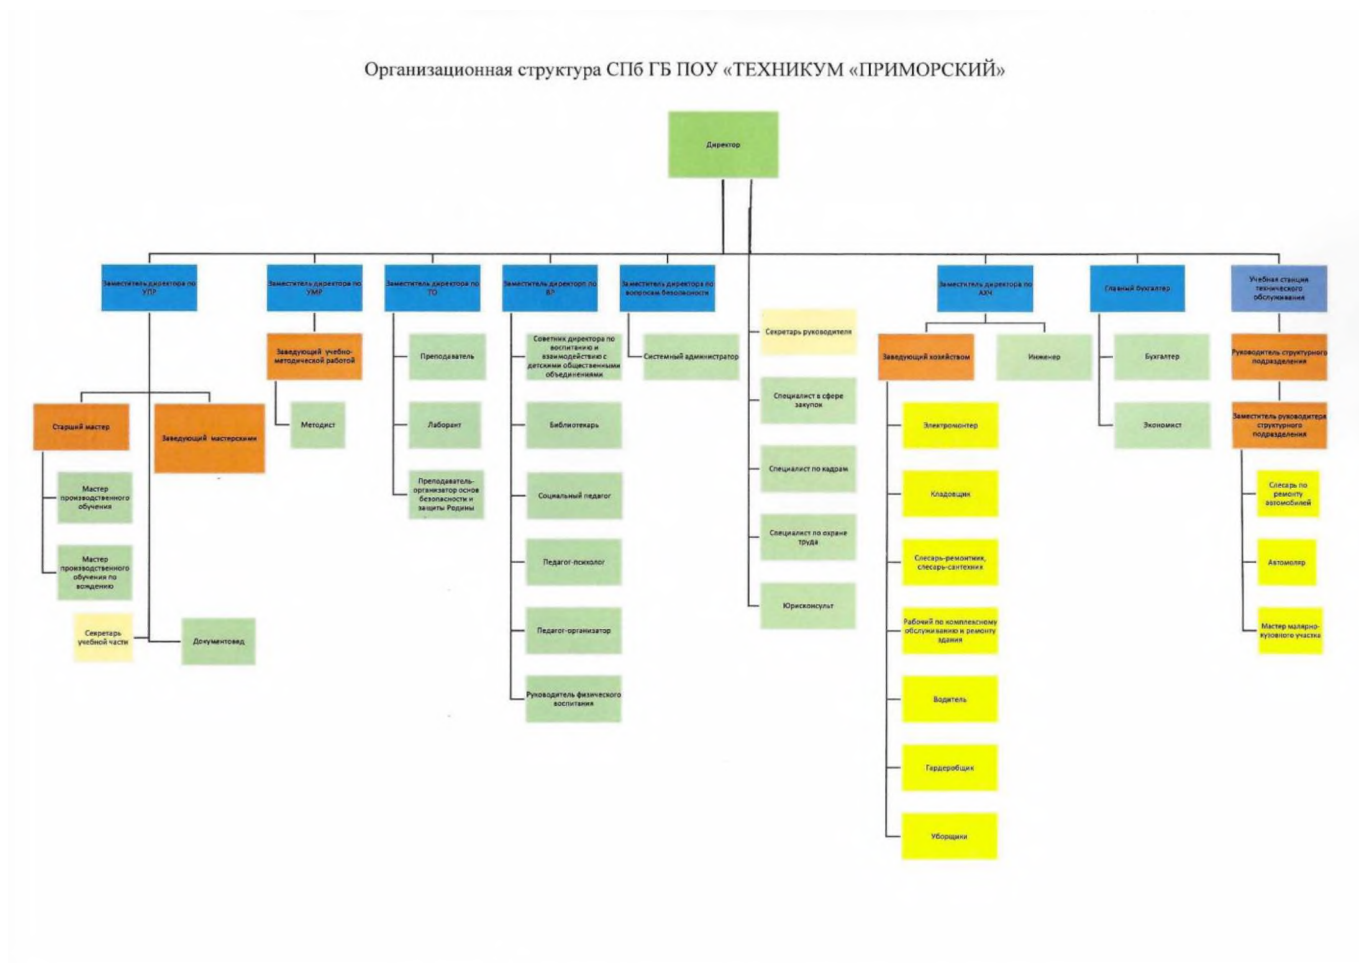 Организационная структура СПб ГБ ПОУ «ТЕХНИКУМ «ПРИМОРСКИЙ»
Директор
Заместитель директора по
УПР
Заместитель директора по
УМР
Заместитель директора по
ТО
Заместитель директора по
ВР
Заместитель директора по
вопросам безопасности
Заместитель директора по
АХЧ
Главный бухгалтер
Учебная станция
технического
обслуживания
Старший мастер
Заведующий мастерскими
Мастер
производственного
обучения
Мастер
производственного
обучения по
вождению
Секретарь
учебной части
Документовед
Заведующий учебно-
методической работой
Методист
Преподаватель
Лаборант
Преподаватель-
организатор основ
безопасности и
защиты Родины
Советник директора по
воспитанию и
взаимодействию с
детскими общественными
объединениями
Библиотекарь
Социальный педагог
Педагог-психолог
Педагог-организатор
Руководитель физического
воспитания
Системный администратор
Секретарь руководителя
Специалист в сфере
закупок
Специалист по кадрам
Специалист по охране
труда
Юрисконсульт
Заведующий хозяйством
Инженер
Электромонтер
Кладовщик
Слесарь-ремонтник,
слесарь-сантехник
Рабочий по комплексному
обслуживанию и ремонту
здания
Водитель
Гардеробщик
Уборщики
Бухгалтер
Экономист
Руководитель структурного
подразделения
Заместитель руководителя
структурного
подразделения
Слесарь по
ремонту
автомобилей
Автомаляр
Мастер малярно-
кузовного участка